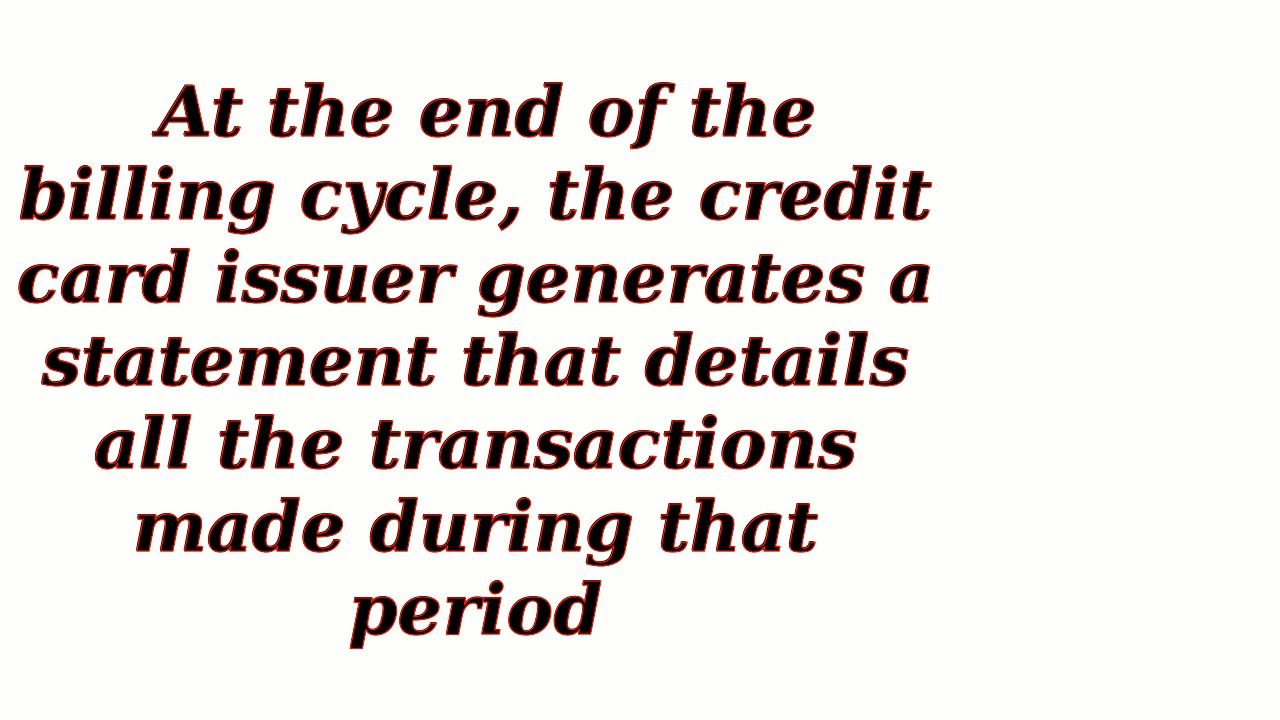 At the end of the
billing cycle, the credit
card issuer generates a
statement that details
all the transactions
made during that
period